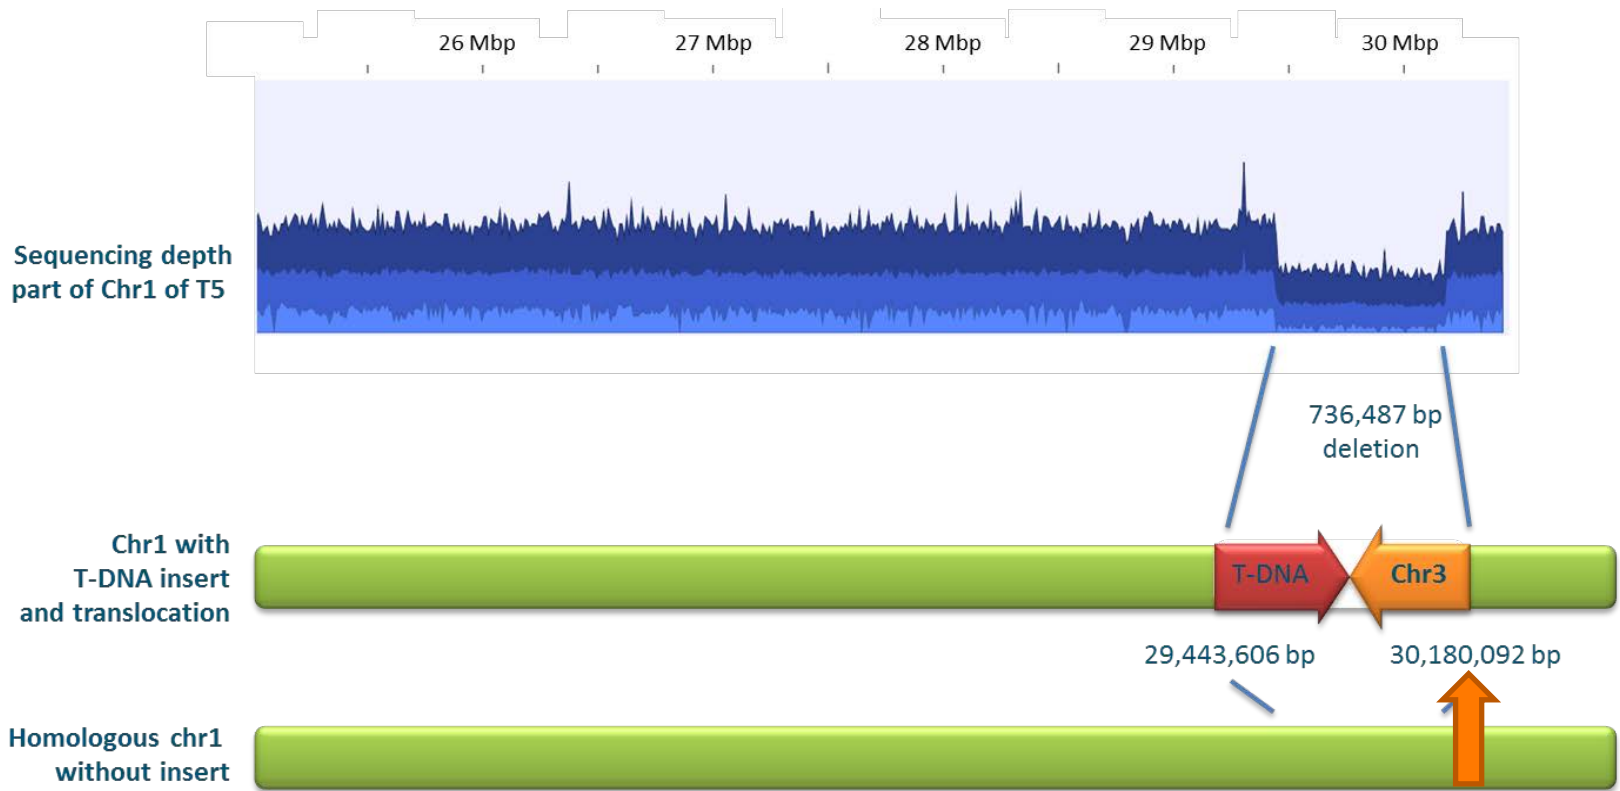 26 Mbp 27 Mbp 28 Mbp 29 Mbp 30 Mbp
Sequencing depth
part of Chr1 of T5
736,487 bp
deletion
Chr1 with
T-DNA insert
and translocation
T-DNA Chr3
29,443,606 bp 30,180,092 bp
Homologous chr1
without insert